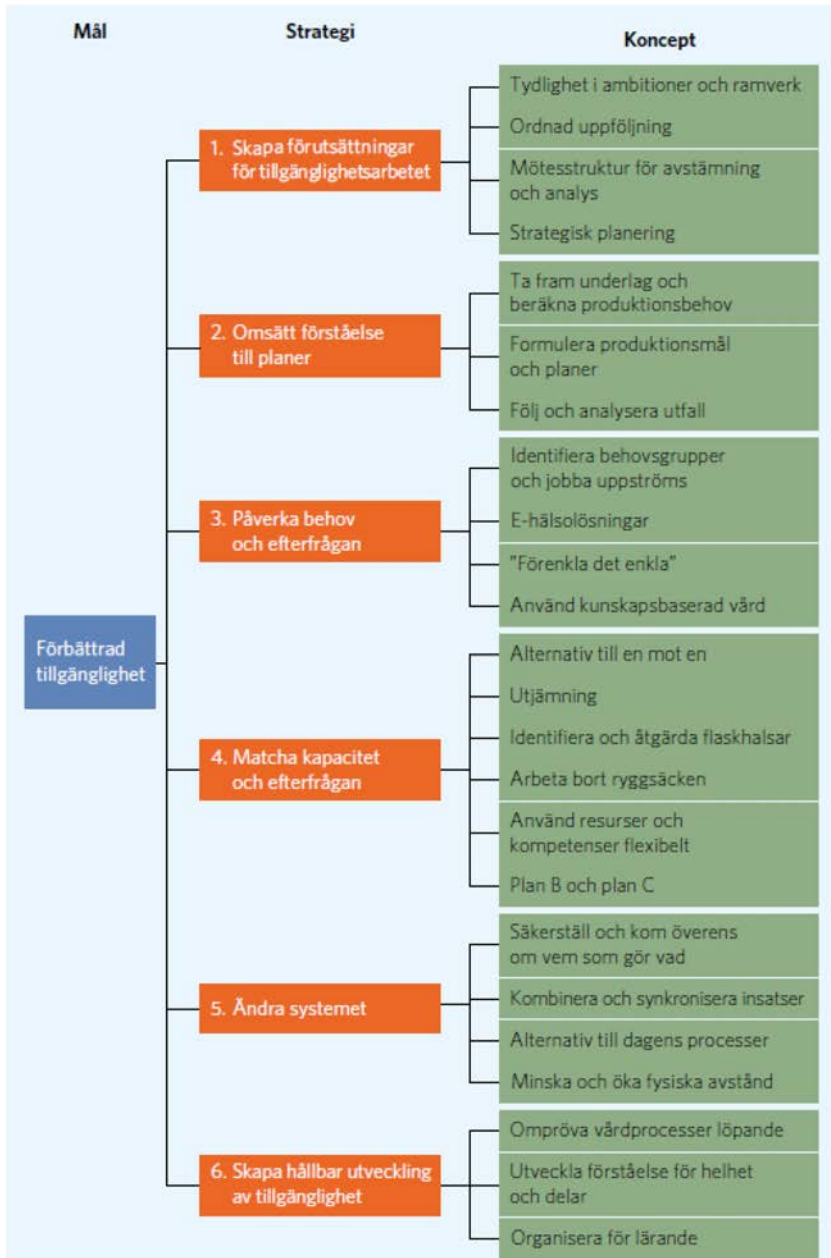 Mål
Strategi
Koncept
Förbättrad
tillgänglighet
1. Skapa förutsättningar
för tillgänglighetsarbetet
Tydlighet i ambitioner och ramverk
Ordnad uppföljning
Mötesstruktur för avstämning
och analys
Strategisk planering
2. Omsätt förståelse
till planer
Ta fram underlag och
beräkna produktionsbehov
Formulera produktionsmål
och planer
Följ och analysera utfall
3. Påverka behov
och efterfrågan
Identifiera behovsgrupper
och jobba uppströms
E-hälsolösningar
”Förenkla det enkla”
Använd kunskapsbaserad vård
4. Matcha kapacitet
och efterfrågan
Alternativ till en mot en
Utjämning
Identifiera och åtgärda flaskhalsar
Arbeta bort ryggsäcken
Använd resurser och
kompetenser flexibelt
Plan B och plan C
5. Ändra systemet
Säkerställ och kom överens
om vem som gör vad
Kombinera och synkronisera insatser
Alternativ till dagens processer
Minska och öka fysiska avstånd
6. Skapa hållbar utveckling
av tillgänglighet
Ompröva vårdprocesser löpande
Utveckla förståelse för helhet
och delar
Organisera för lärande